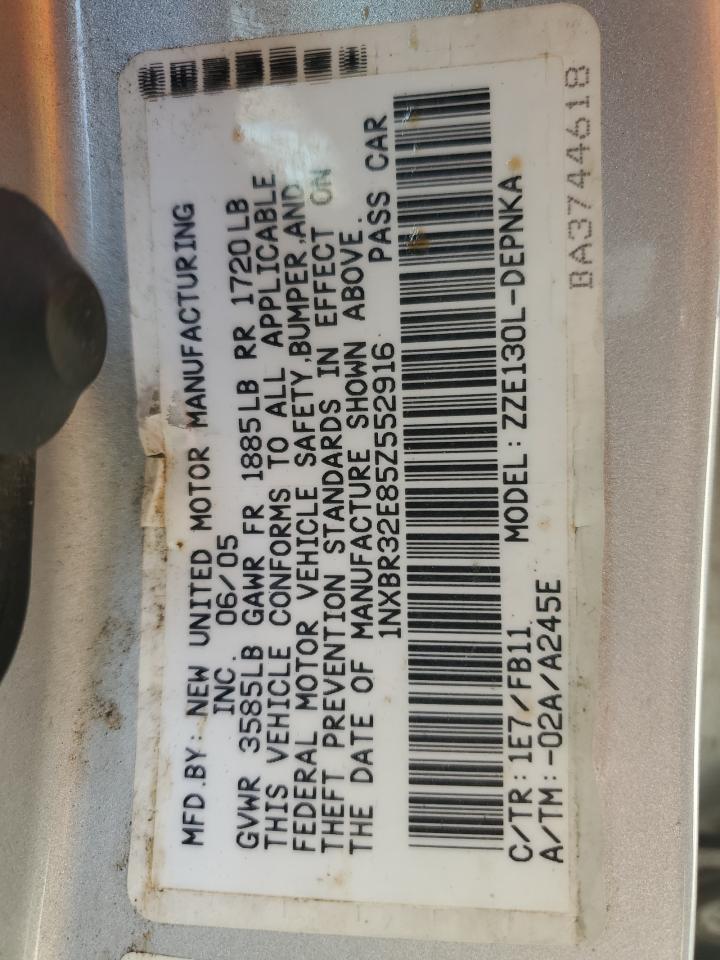 MFD.BY: NEW UNITED MOTOR MANUFACTURING
INC. 06/05
GVWR 3585LB GAWR FR 1885LB RR 1720LB
THIS VEHICLE CONFORMS TO ALL APPLICABLE
FEDERAL MOTOR VEHICLE SAFETY,BUMPER,AND
THEFT PREVENTION STANDARDS IN EFFECT ON
THE DATE OF MANUFACTURE SHOWN ABOVE.
1NXBR32E85Z552916 PASS CAR
C/TR:1E7/FB11 MODEL:ZZE130L-DEPNKA
A/TM:-02A/A245E
BA3744618